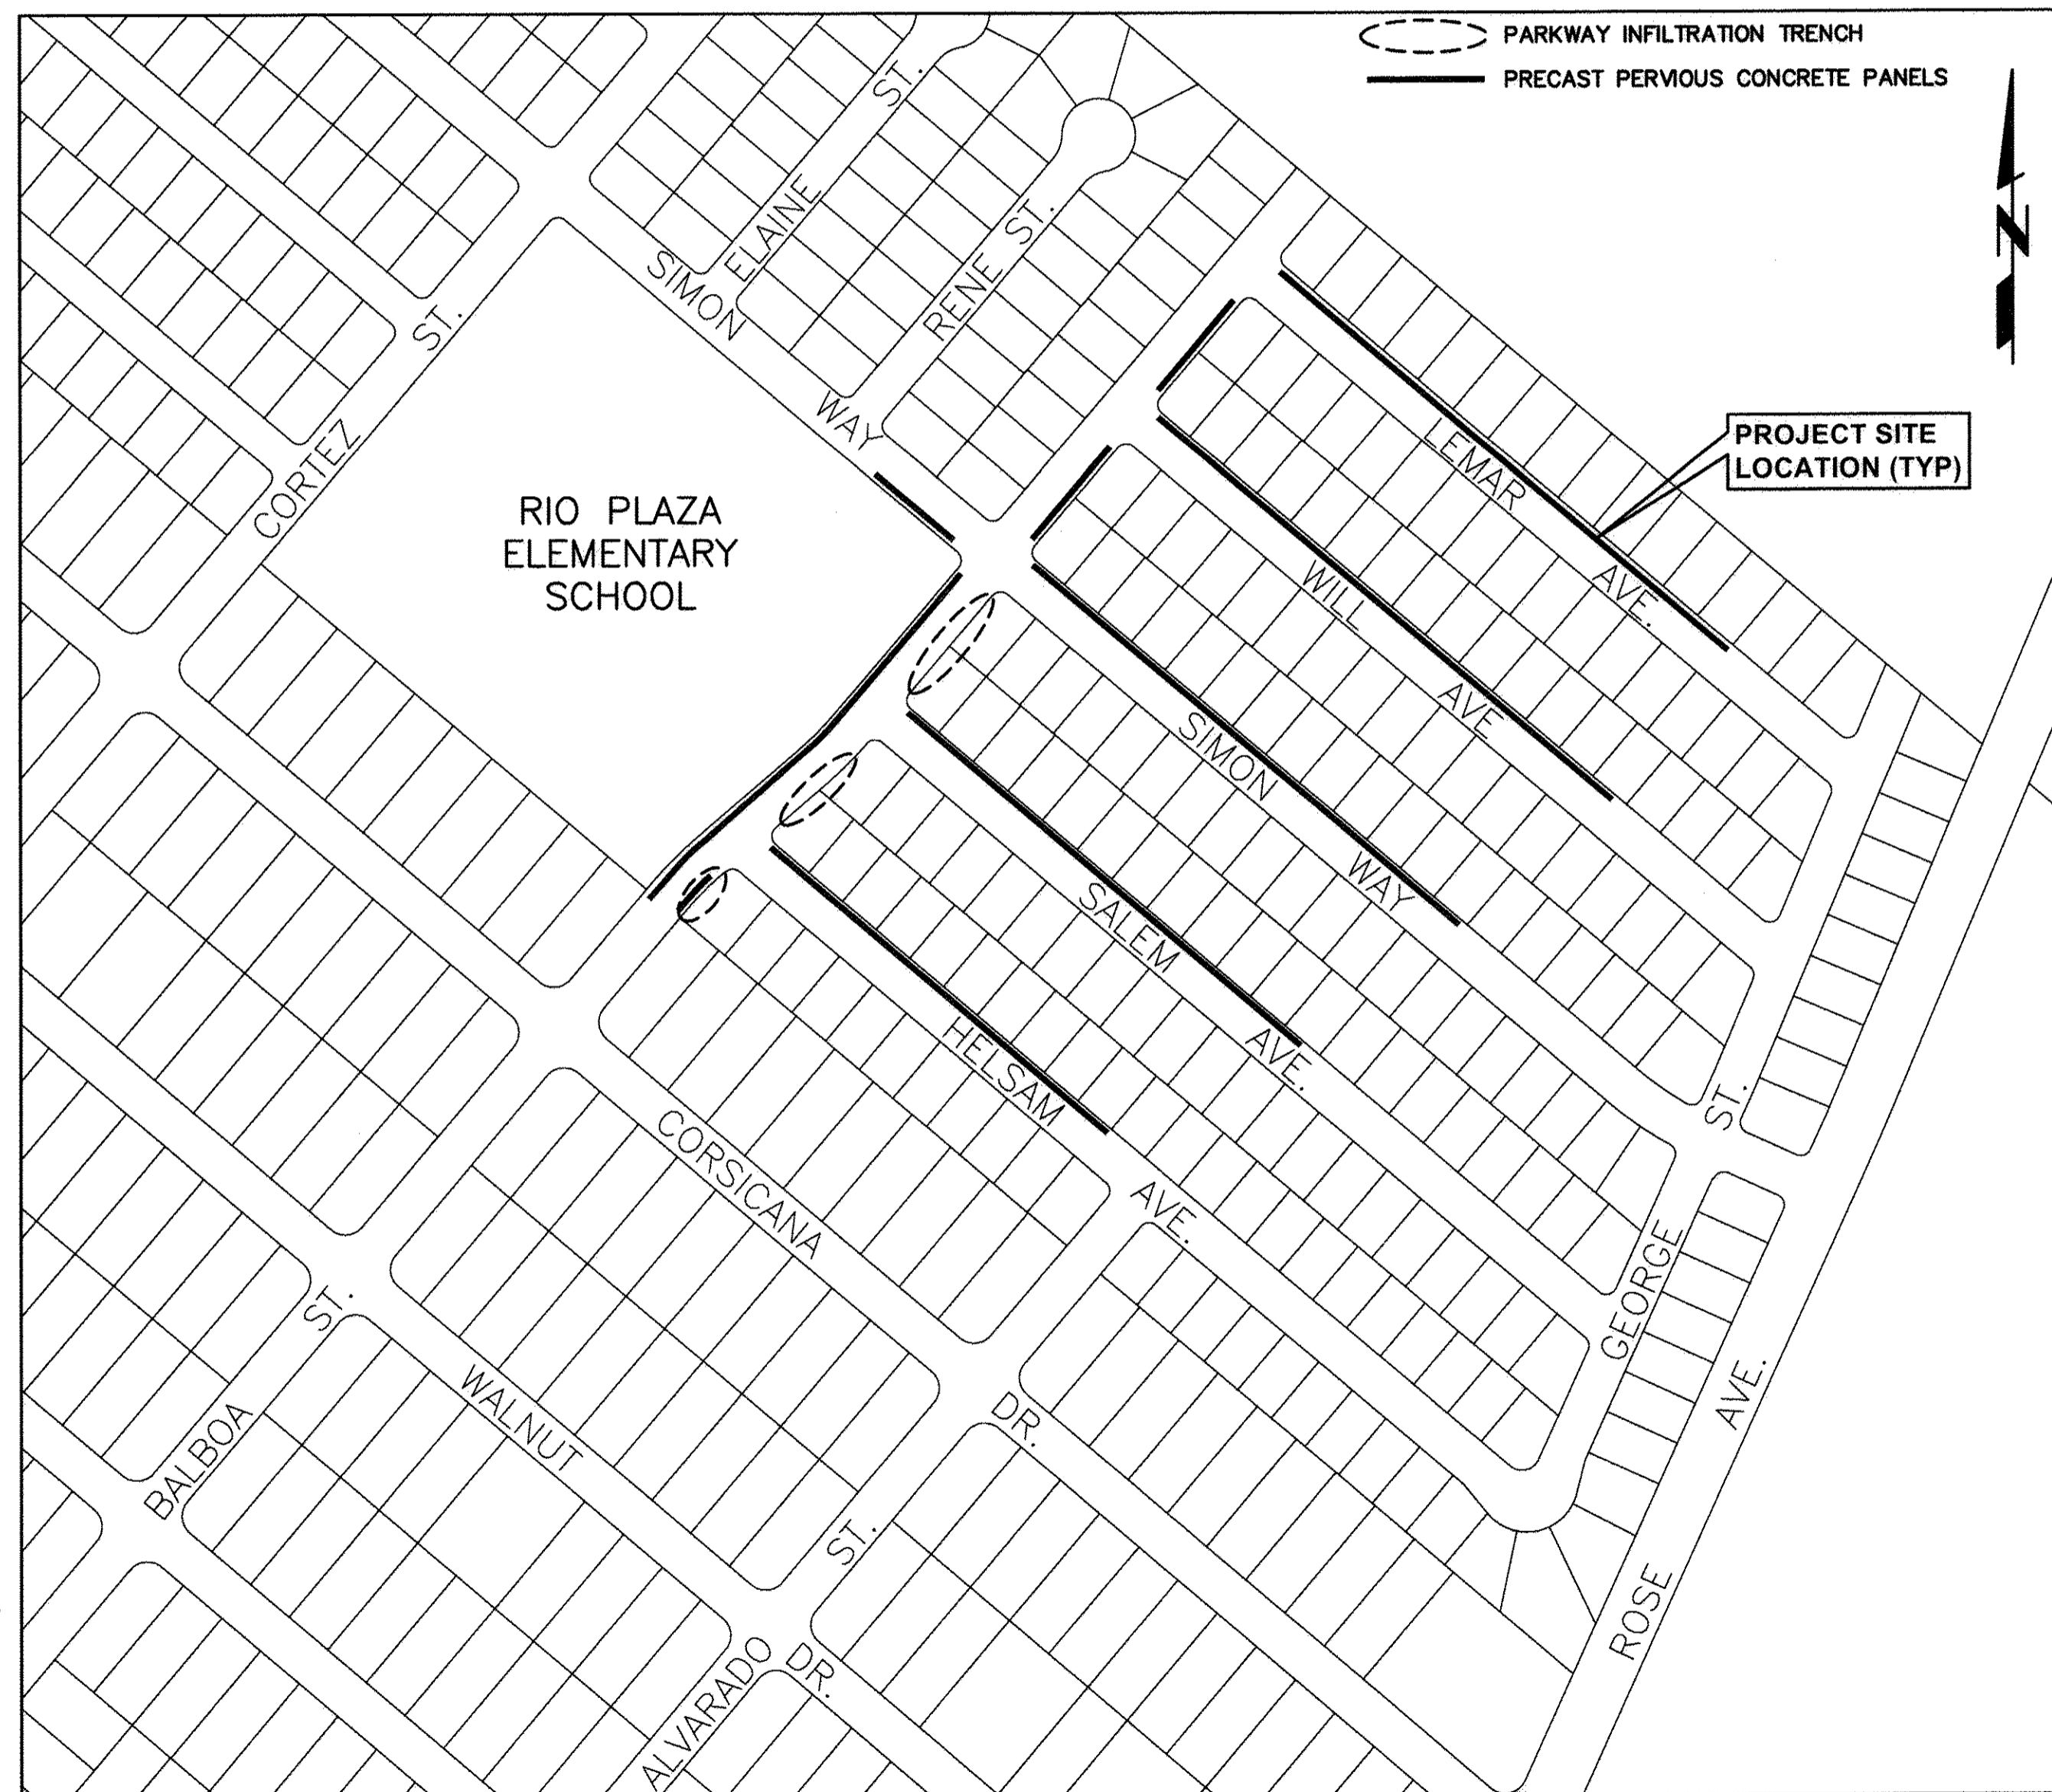 PARKWAY INFILTRATION TRENCH
PRECAST PERVIOUS CONCRETE PANELS
N
ELAINE ST.
RENE ST.
SIMON WAY
CORTEZ ST.
PROJECT SITE
LOCATION (TYP)
RIO PLAZA
ELEMENTARY
SCHOOL
LEMAR AVE.
WILL AVE
SIMON WAY
SALEM AVE.
HELSAM AVE.
CORSICANA DR.
GEORGE ST.
ROSE AVE.
BALBOA ST.
WALNUT DR.
ALVARADO ST.